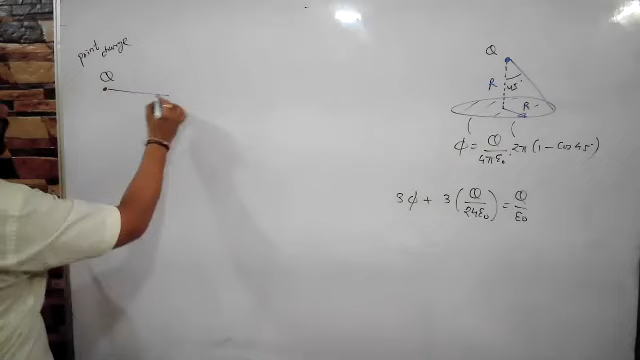 point charge
Q
Q
R 45°
R
ϕ = Q/4πε₀ · 2π (1 - Cos 45°)
3ϕ + 3 (Q/24ε₀) = Q/ε₀